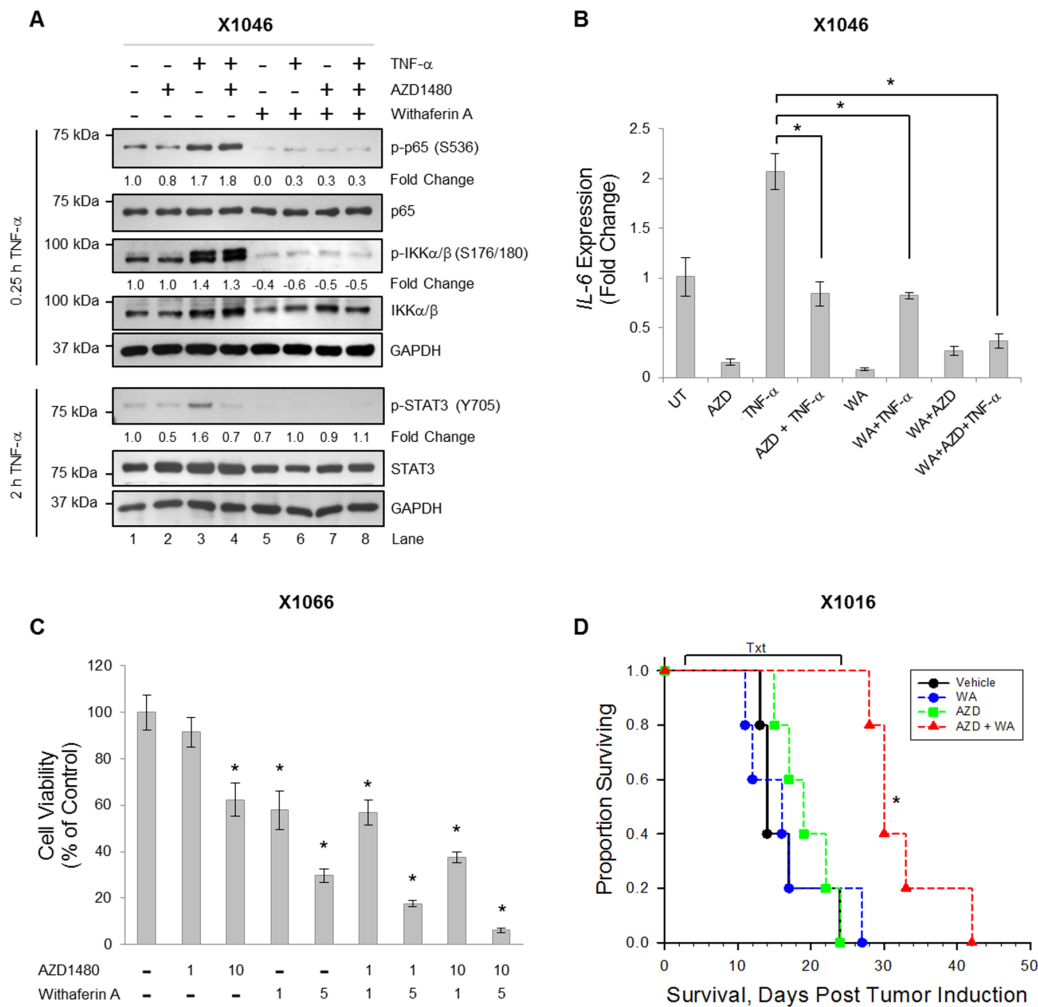 A
X1046
- - + + - + - + TNF-α
- + - + - - + + AZD1480
- - - - + + + + Withaferin A
0.25 h TNF-α
75 kDa
p-p65 (S536)
1.0 0.8 1.7 1.8 0.0 0.3 0.3 0.3 Fold Change
75 kDa
p65
100 kDa
p-IKKα/β (S176/180)
1.0 1.0 1.4 1.3 -0.4 -0.6 -0.5 -0.5 Fold Change
100 kDa
IKKα/β
37 kDa
GAPDH
2 h TNF-α
75 kDa
p-STAT3 (Y705)
1.0 0.5 1.6 0.7 0.7 1.0 0.9 1.1 Fold Change
75 kDa
STAT3
37 kDa
GAPDH
1 2 3 4 5 6 7 8 Lane
B
X1046
IL-6 Expression
(Fold Change)
2.5
2
1.5
1
0.5
0
* * *
UT
AZD
TNF-α
AZD + TNF-α
WA
WA+TNF-α
WA+AZD
WA+AZD+TNF-α
C
X1066
Cell Viability
(% of Control)
120
100
80
60
40
20
0
* * * * * * *
AZD1480 - 1 10 - - 1 1 10 10
Withaferin A - - - 1 5 1 5 1 5
D
X1016
Txt
Vehicle
WA
AZD
AZD + WA
*
Proportion Surviving
1.0
0.8
0.6
0.4
0.2
0.0
0 10 20 30 40 50
Survival, Days Post Tumor Induction